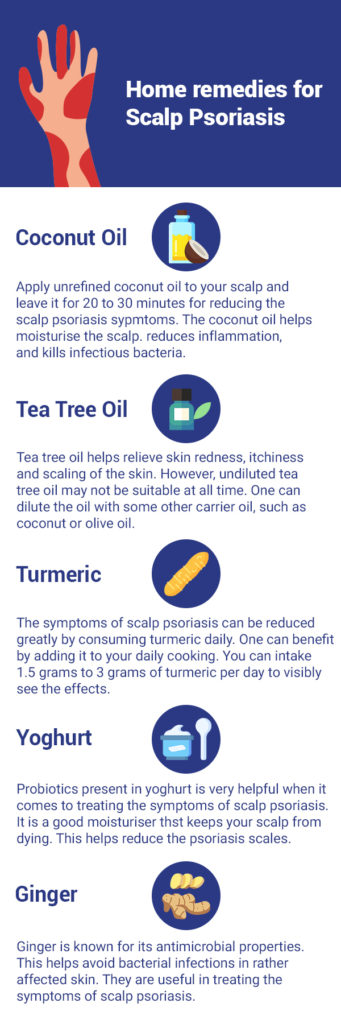 Home remedies for
Scalp Psoriasis
Coconut Oil
Apply unrefined coconut oil to your scalp and
leave it for 20 to 30 minutes for reducing the
scalp psoriasis sypmtoms. The coconut oil helps
moisturise the scalp. reduces inflammation,
and kills infectious bacteria.
Tea Tree Oil
Tea tree oil helps relieve skin redness, itchiness
and scaling of the skin. However, undiluted tea
tree oil may not be suitable at all time. One can
dilute the oil with some other carrier oil, such as
coconut or olive oil.
Turmeric
The symptoms of scalp psoriasis can be reduced
greatly by consuming turmeric daily. One can benefit
by adding it to your daily cooking. You can intake
1.5 grams to 3 grams of turmeric per day to visibly
see the effects.
Yoghurt
Probiotics present in yoghurt is very helpful when it
comes to treating the symptoms of scalp psoriasis.
It is a good moisturiser thst keeps your scalp from
dying. This helps reduce the psoriasis scales.
Ginger
Ginger is known for its antimicrobial properties.
This helps avoid bacterial infections in rather
affected skin. They are useful in treating the
symptoms of scalp psoriasis.